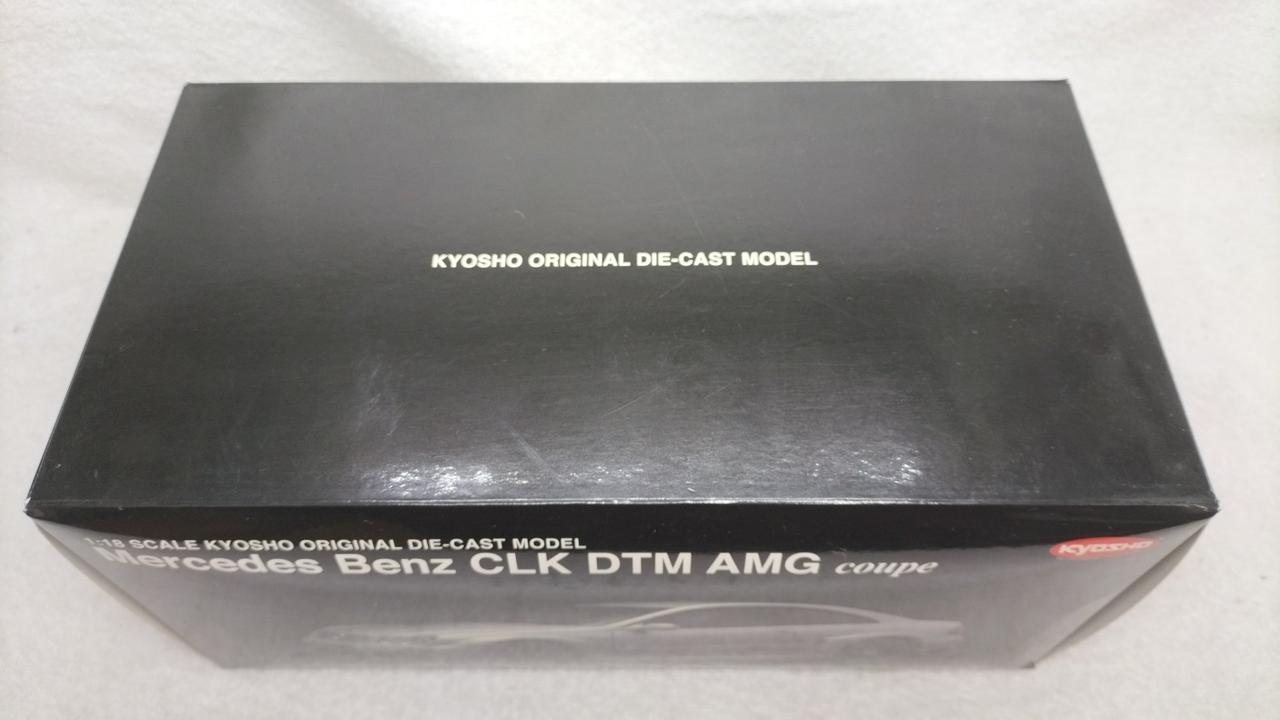 KYOSHO ORIGINAL DIE-CAST MODEL
1:18 SCALE KYOSHO ORIGINAL DIE-CAST MODEL
Mercedes Benz CLK DTM AMG coupe
KYOSHO